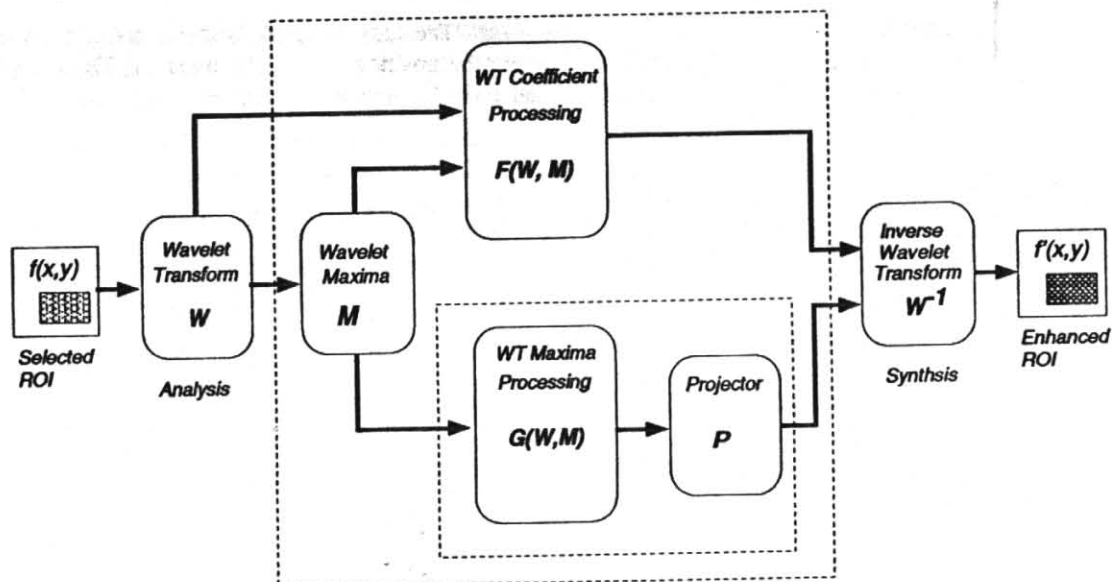 WT Coefficient
Processing
F(W, M)
f(x,y)
Selected
ROI
Wavelet
Transform
W
Analysis
Wavelet
Maxima
M
WT Maxima
Processing
G(W,M)
Projector
P
Inverse
Wavelet
Transform
W-1
Synthsis
f'(x,y)
Enhanced
ROI